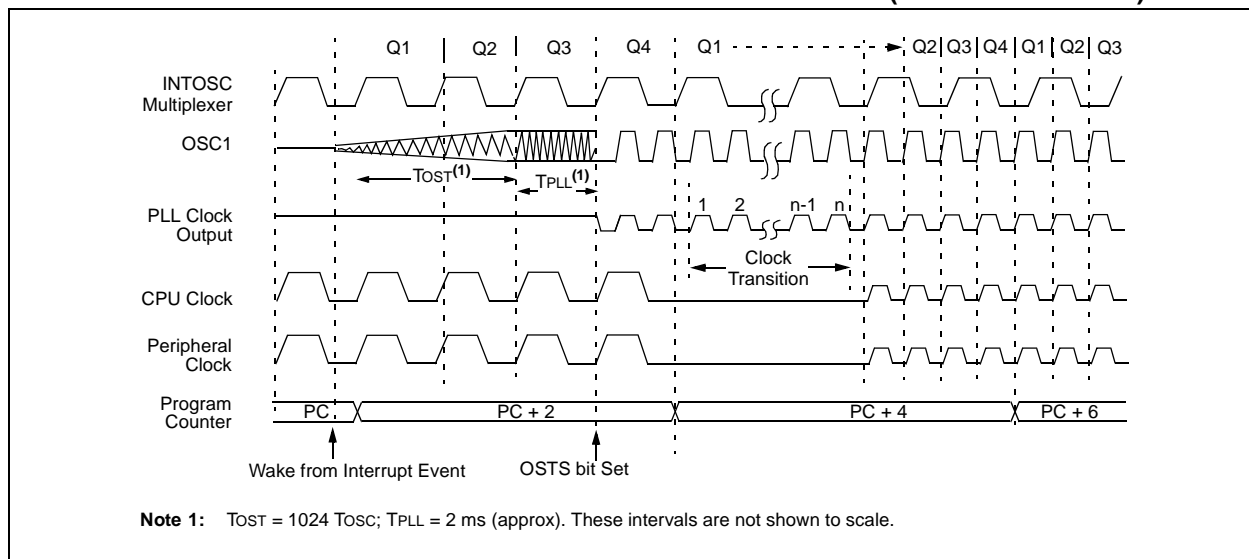 Q1 Q2 Q3 Q4 Q1 Q2 Q3 Q4 Q1 Q2 Q3
INTOSC
Multiplexer
OSC1
TOST(1) TPLL(1)
1 2 n-1 n
PLL Clock
Output
Clock
Transition
CPU Clock
Peripheral
Clock
Program
Counter
PC PC + 2 PC + 4 PC + 6
Wake from Interrupt Event OSTS bit Set
Note 1: TOST = 1024 TOSC; TPLL = 2 ms (approx). These intervals are not shown to scale.